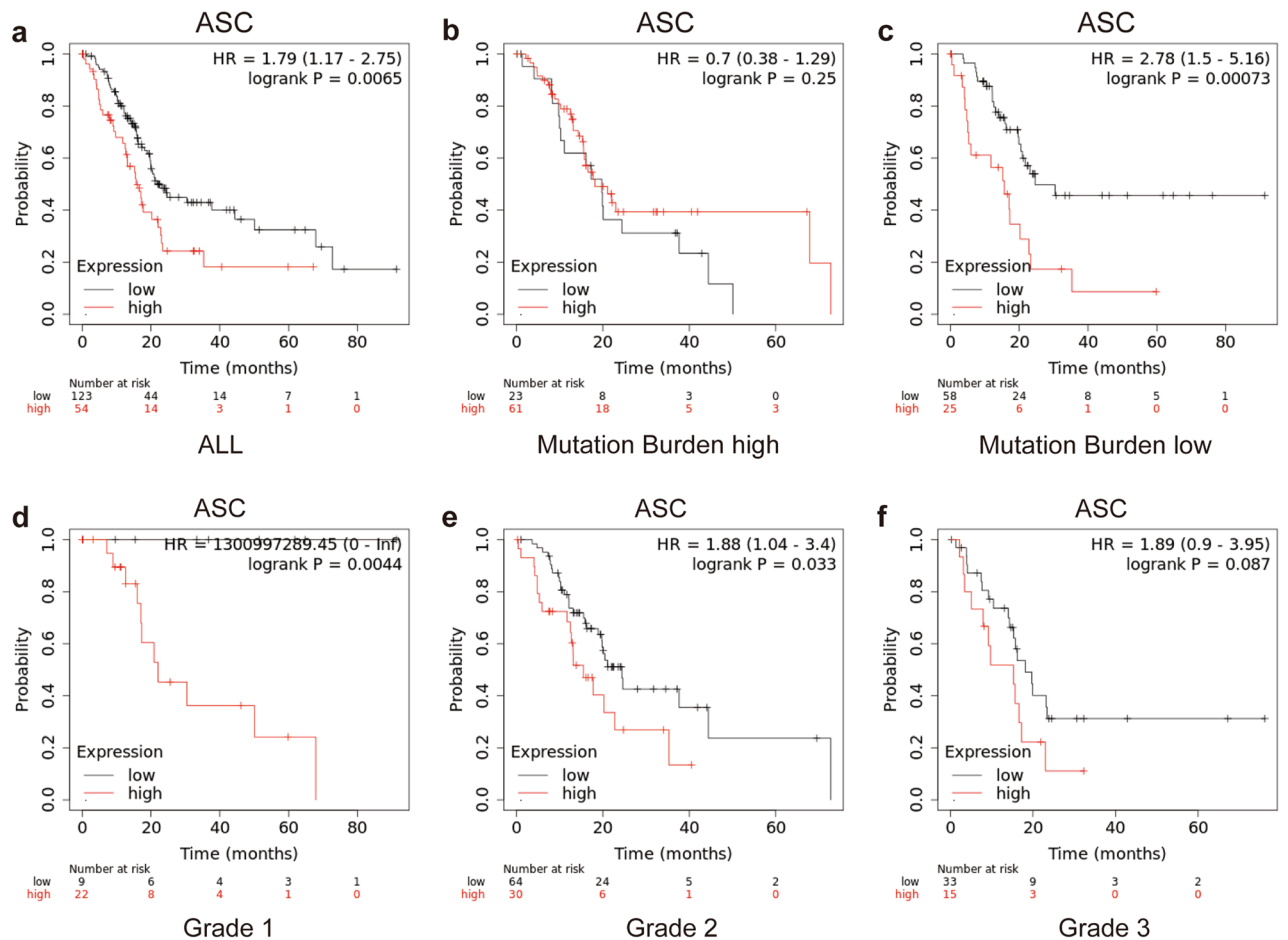 a
ASC
HR = 1.79 (1.17 - 2.75)
logrank P = 0.0065
Probability
1.0
0.8
0.6
0.4
0.2
0.0
Expression
low
high
0 20 40 60 80
Time (months)
Number at risk
low 123 44 14 7 1
high 54 14 3 1 0
ALL
b
ASC
HR = 0.7 (0.38 - 1.29)
logrank P = 0.25
Probability
1.0
0.8
0.6
0.4
0.2
0.0
Expression
low
high
0 20 40 60
Time (months)
Number at risk
low 23 8 3 0
high 61 18 5 3
Mutation Burden high
c
ASC
HR = 2.78 (1.5 - 5.16)
logrank P = 0.00073
Probability
1.0
0.8
0.6
0.4
0.2
0.0
Expression
low
high
0 20 40 60 80
Time (months)
Number at risk
low 58 24 8 5 1
high 25 6 1 0 0
Mutation Burden low
d
ASC
HR = 1300997289.45 (0 - Inf)
logrank P = 0.0044
Probability
1.0
0.8
0.6
0.4
0.2
0.0
Expression
low
high
0 20 40 60 80
Time (months)
Number at risk
low 9 6 4 3 1
high 22 8 4 1 0
Grade 1
e
ASC
HR = 1.88 (1.04 - 3.4)
logrank P = 0.033
Probability
1.0
0.8
0.6
0.4
0.2
0.0
Expression
low
high
0 20 40 60
Time (months)
Number at risk
low 64 24 5 2
high 30 6 1 0
Grade 2
f
ASC
HR = 1.89 (0.9 - 3.95)
logrank P = 0.087
Probability
1.0
0.8
0.6
0.4
0.2
0.0
Expression
low
high
0 20 40 60
Time (months)
Number at risk
low 33 9 3 2
high 15 3 0 0
Grade 3